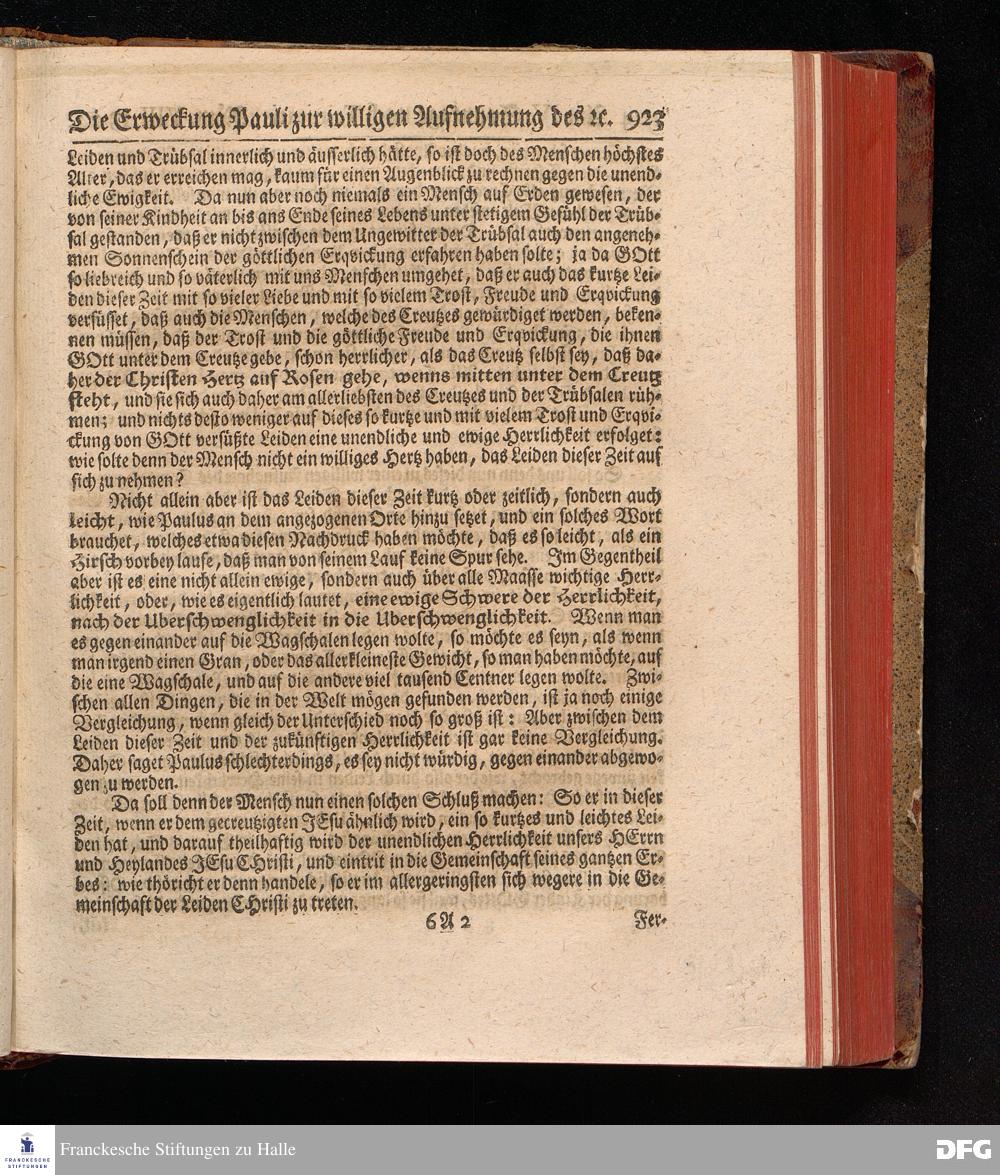 Die Erweckung Pauli zur willigen Aufnehmung des ꝛc. 923
Leiden und Trübsal innerlich und äusserlich hätte, so ist doch des Menschen höchstes
Alter, das er erreichen mag, kaum für einen Augenblick zu rechnen gegen die unend-
liche Ewigkeit. Da nun aber noch niemals ein Mensch auf Erden gewesen, der
von seiner Kindheit an bis ans Ende seines Lebens unter stetigem Gefühl der Trüb-
sal gestanden, daß er nicht zwischen dem Ungewitter der Trübsal auch den angeneh-
men Sonnenschein der göttlichen Erqvickung erfahren haben solte; ja da GOtt
so liebreich und so väterlich mit uns Menschen umgehet, daß er auch das kurtze Lei-
den dieser Zeit mit so vieler Liebe und mit so vielem Trost, Freude und Erqvickung
versüsset, daß auch die Menschen, welche des Creutzes gewürdiget werden, beken-
nen müssen, daß der Trost und die göttliche Freude und Erqvickung, die ihnen
GOtt unter dem Creutze gebe, schon herrlicher, als das Creutz selbst sey, daß da-
her der Christen Hertz auf Rosen gehe, wenns mitten unter dem Creutz
steht, und sie sich auch daher am allerliebsten des Creutzes und der Trübsalen rüh-
men; und nichts desto weniger auf dieses so kurtze und mit vielem Trost und Erqvi-
ckung von GOtt versüßte Leiden eine unendliche und ewige Herrlichkeit erfolget:
wie solte denn der Mensch nicht ein williges Hertz haben, das Leiden dieser Zeit auf
sich zu nehmen?
Nicht allein aber ist das Leiden dieser Zeit kurtz oder zeitlich, sondern auch
leicht, wie Paulus an dem angezogenen Orte hinzu setzet, und ein solches Wort
brauchet, welches etwa diesen Nachdruck haben möchte, daß es so leicht, als ein
Hirsch vorbey laufe, daß man von seinem Lauf keine Spur sehe. Im Gegentheil
aber ist es eine nicht allein ewige, sondern auch über alle Maasse wichtige Herr-
lichkeit, oder, wie es eigentlich lautet, eine ewige Schwere der Herrlichkeit,
nach der Uberschwenglichkeit in die Uberschwenglichkeit. Wenn man
es gegen einander auf die Wagschalen legen wolte, so möchte es seyn, als wenn
man irgend einen Gran, oder das allerkleineste Gewicht, so man haben möchte, auf
die eine Wagschale, und auf die andere viel tausend Centner legen wolte. Zwi-
schen allen Dingen, die in der Welt mögen gefunden werden, ist ja noch einige
Vergleichung, wenn gleich der Unterschied noch so groß ist: Aber zwischen dem
Leiden dieser Zeit und der zukünftigen Herrlichkeit ist gar keine Vergleichung.
Daher saget Paulus schlechterdings, es sey nicht würdig, gegen einander abgewo-
gen zu werden.
Da soll denn der Mensch nun einen solchen Schluß machen: So er in dieser
Zeit, wenn er dem gecreutzigten JEsu ähnlich wird, ein so kurtzes und leichtes Lei-
den hat, und darauf theilhaftig wird der unendlichen Herrlichkeit unsers HErrn
und Heylandes JEsu CHristi, und eintrit in die Gemeinschaft seines gantzen Er-
bes: wie thöricht er denn handele, so er im allergeringsten sich wegere in die Ge-
meinschaft der Leiden CHristi zu treten.
6 A 2 Fer-
FRANCKESCHE
STIFTUNGEN
Franckesche Stiftungen zu Halle
DFG